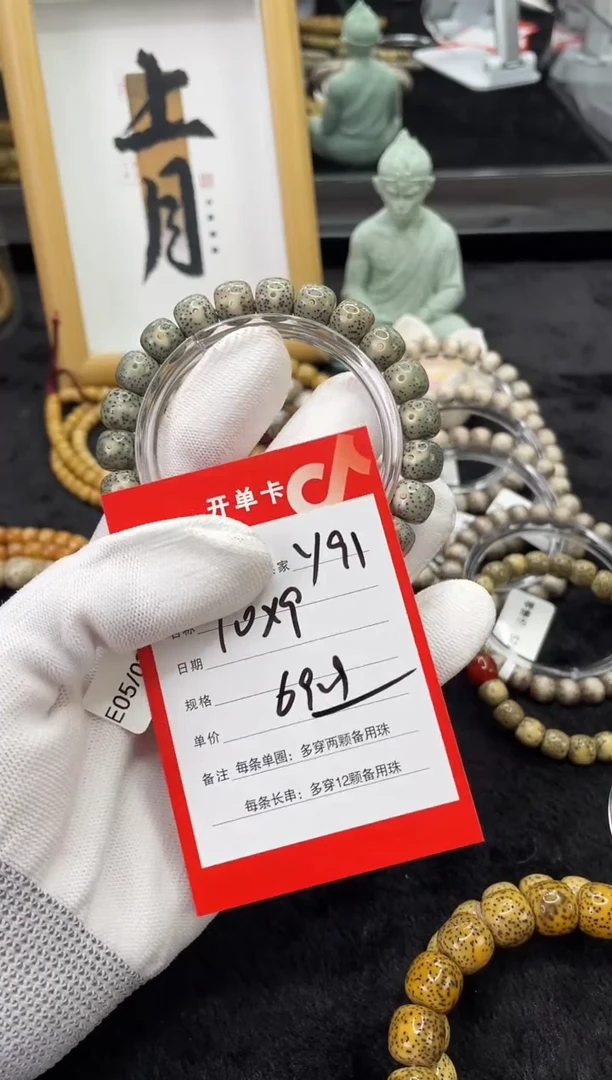 土
月
开单卡
家 y91
名称 10x9
日期
规格 69-1
单价
备注 每条单圈：多穿两颗备用珠
每条长串：多穿12颗备用珠
E05/0